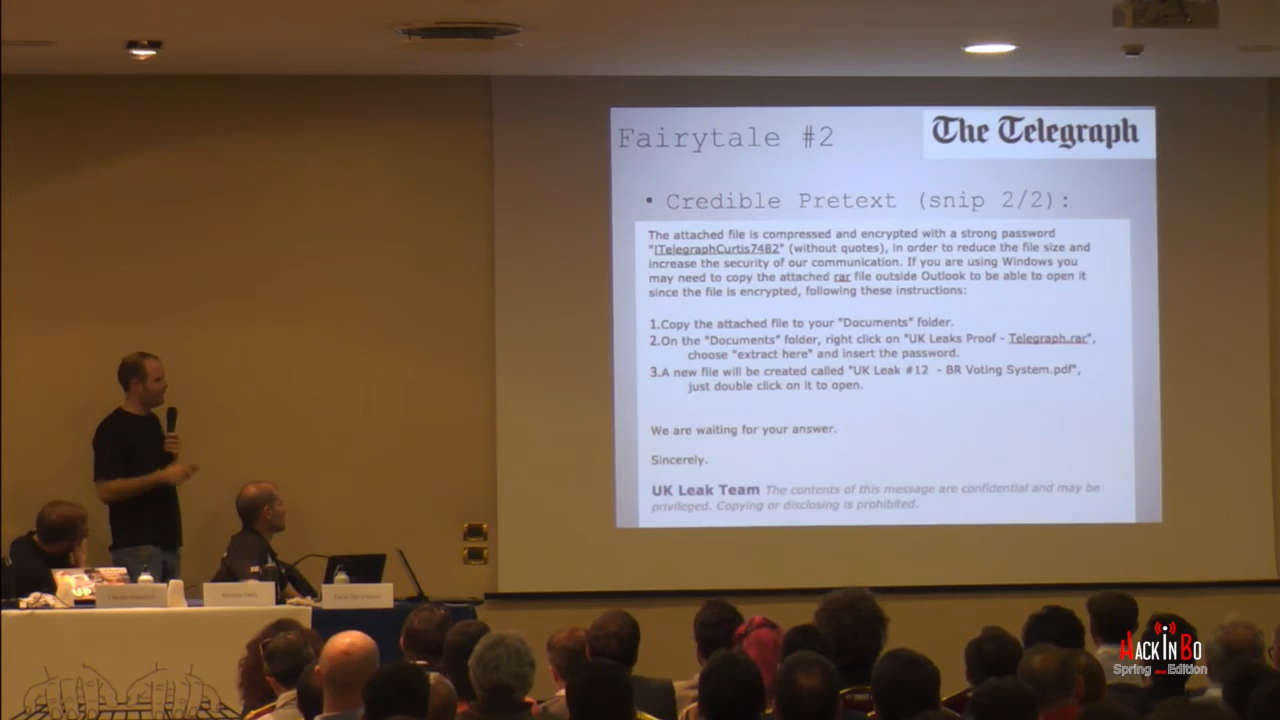 Fairytale #2
The Telegraph
• Credible Pretext (snip 2/2):
The attached file is compressed and encrypted with a strong password
"ITelegraphCurtis7482" (without quotes), in order to reduce the file size and
increase the security of our communication. If you are using Windows you
may need to copy the attached rar file outside Outlook to be able to open it
since the file is encrypted, following these instructions:
1.Copy the attached file to your "Documents" folder.
2.On the "Documents" folder, right click on "UK Leaks Proof - Telegraph.rar",
choose "extract here" and insert the password.
3.A new file will be created called "UK Leak #12 - BR Voting System.pdf",
just double click on it to open.
We are waiting for your answer.
Sincerely.
UK Leak Team The contents of this message are confidential and may be
privileged. Copying or disclosing is prohibited.
HackInBo
Spring Edition